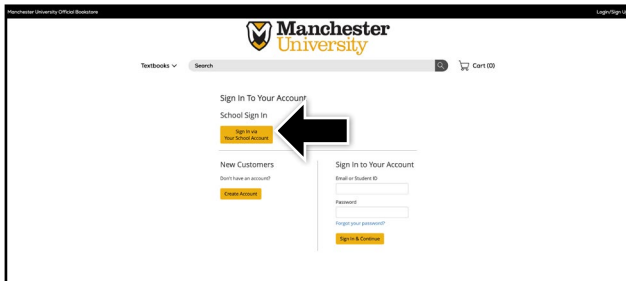 Manchester University Official Bookstore
Login/Sign U
Manchester
University
Textbooks
Search
Cart (0)
Sign In To Your Account
School Sign In
Sign In via
Your School Account
New Customers
Sign In to Your Account
Don't have an account?
Email or Student ID
Create Account
Password
Forgot your password?
Sign In & Continue